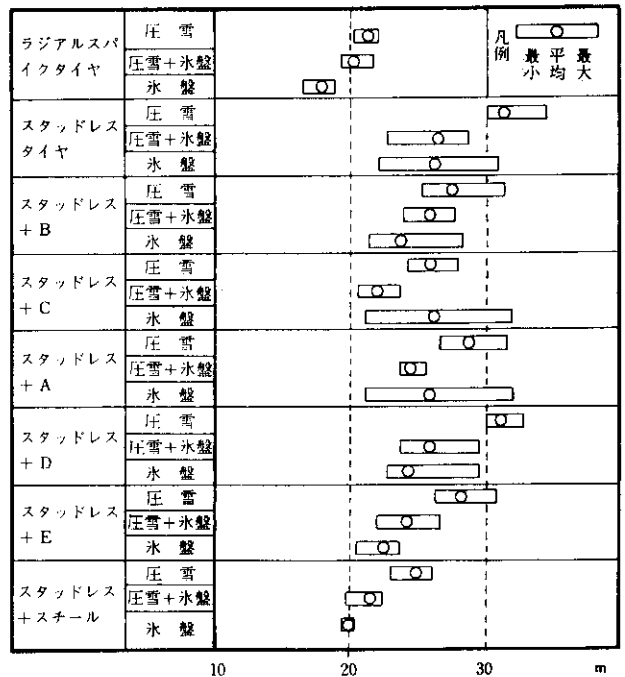 ラジアルスパイクタイヤ
圧雪
圧雪＋氷盤
氷盤
凡例
最小
平均
最大
スタッドレスタイヤ
圧雪
圧雪＋氷盤
氷盤
スタッドレス
＋B
圧雪
圧雪＋氷盤
氷盤
スタッドレス
＋C
圧雪
圧雪＋氷盤
氷盤
スタッドレス
＋A
圧雪
圧雪＋氷盤
氷盤
スタッドレス
＋D
圧雪
圧雪＋氷盤
氷盤
スタッドレス
＋E
圧雪
圧雪＋氷盤
氷盤
スタッドレス
＋スチール
圧雪
圧雪＋氷盤
氷盤
10 20 30 m